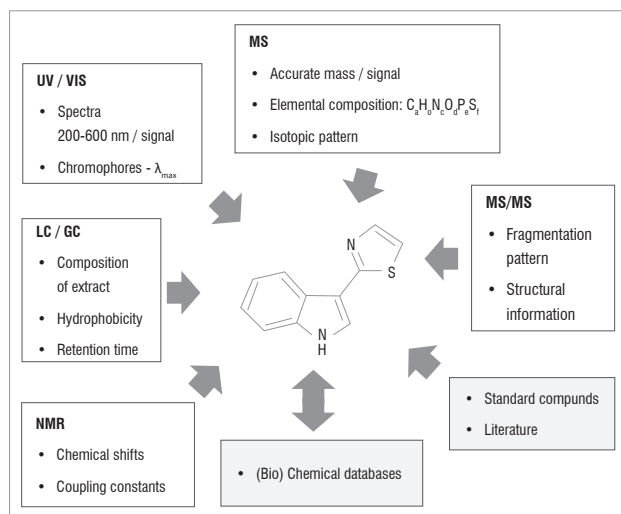 MS
• Accurate mass / signal
• Elemental composition: CaHoNcOdPeSf
• Isotopic pattern
UV / VIS
• Spectra
200-600 nm / signal
• Chromophores - λmax
MS/MS
• Fragmentation
pattern
• Structural
information
LC / GC
• Composition
of extract
• Hydrophobicity
• Retention time
N
S
N
H
• Standard compunds
• Literature
NMR
• Chemical shifts
• Coupling constants
• (Bio) Chemical databases